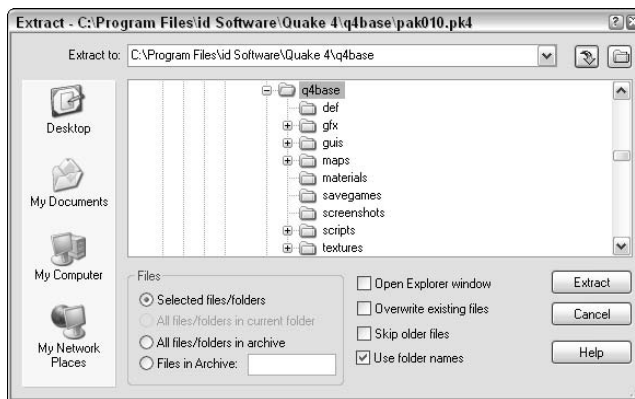 Extract - C:\Program Files\id Software\Quake 4\q4base\pak010.pk4
Extract to: C:\Program Files\id Software\Quake 4\q4base
q4base
def
gfx
guis
maps
materials
savegames
screenshots
scripts
textures
Desktop
My Documents
My Computer
My Network
Places
Files
Selected files/folders
All files/folders in current folder
All files/folders in archive
Files in Archive:
Open Explorer window
Overwrite existing files
Skip older files
Use folder names
Extract
Cancel
Help